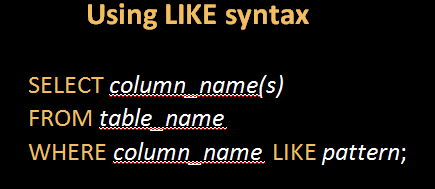 Using LIKE syntax
SELECT column_name(s)
FROM table_name
WHERE column_name LIKE pattern;